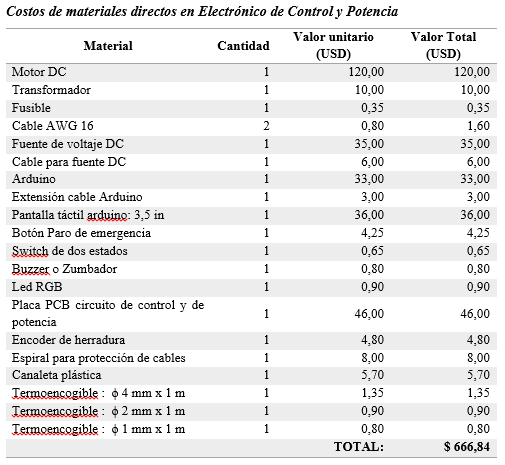 Costos de materiales directos en Electrónico de Control y Potencia
Material Cantidad Valor unitario (USD) Valor Total (USD)
Motor DC 1 120,00 120,00
Transformador 1 10,00 10,00
Fusible 1 0,35 0,35
Cable AWG 16 2 0,80 1,60
Fuente de voltaje DC 1 35,00 35,00
Cable para fuente DC 1 6,00 6,00
Arduino 1 33,00 33,00
Extensión cable Arduino 1 3,00 3,00
Pantalla táctil arduino: 3,5 in 1 36,00 36,00
Botón Paro de emergencia 1 4,25 4,25
Switch de dos estados 1 0,65 0,65
Buzzer o Zumbador 1 0,80 0,80
Led RGB 1 0,90 0,90
Placa PCB circuito de control y de potencia 1 46,00 46,00
Encoder de herradura 1 4,80 4,80
Espiral para protección de cables 1 8,00 8,00
Canaleta plástica 1 5,70 5,70
Termoencogible : ϕ 4 mm x 1 m 1 1,35 1,35
Termoencogible : ϕ 2 mm x 1 m 1 0,90 0,90
Termoencogible : ϕ 1 mm x 1 m 1 0,80 0,80
TOTAL: $ 666,84